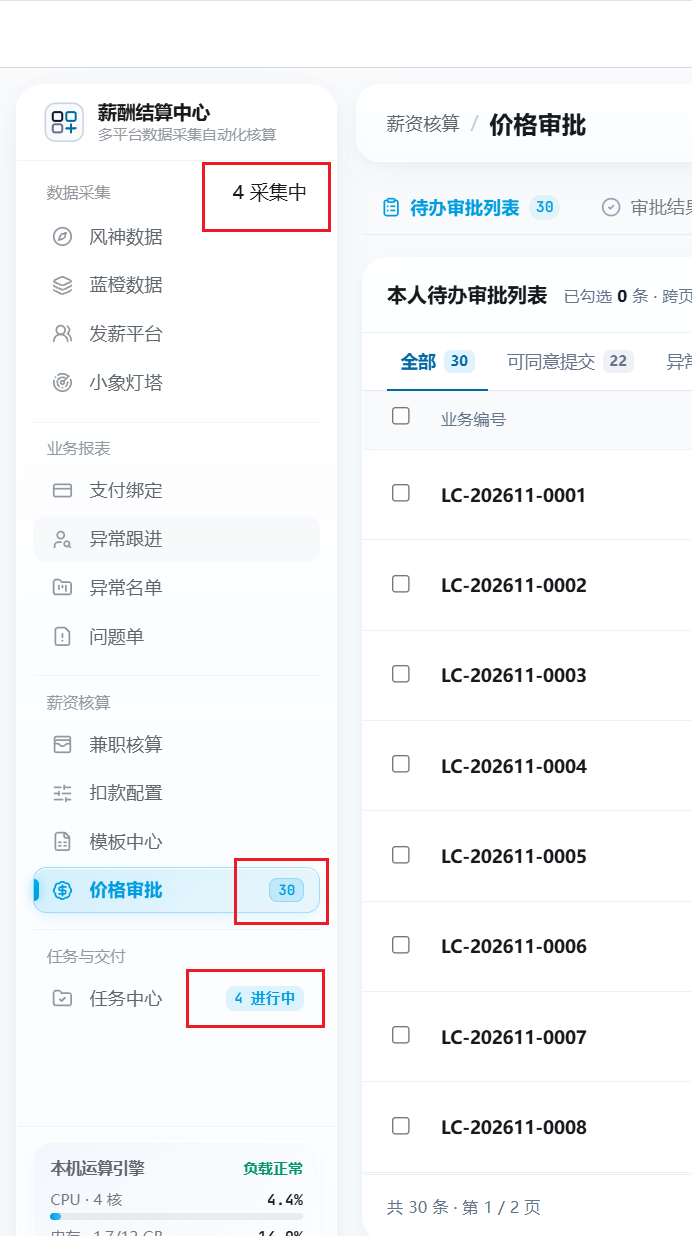 薪酬结算中心
多平台数据采集自动化核算
数据采集
4 采集中
风神数据
蓝橙数据
发薪平台
小象灯塔
业务报表
支付绑定
异常跟进
异常名单
问题单
薪资核算
兼职核算
扣款配置
模板中心
价格审批 30
任务与交付
任务中心 4 进行中
本机运算引擎 负载正常
CPU · 4 核 4.4%
薪资核算 / 价格审批
待办审批列表 30 审批结
本人待办审批列表 已勾选 0 条 · 跨页
全部 30 可同意提交 22 异常
业务编号
LC-202611-0001
LC-202611-0002
LC-202611-0003
LC-202611-0004
LC-202611-0005
LC-202611-0006
LC-202611-0007
LC-202611-0008
共 30 条 · 第 1 / 2 页